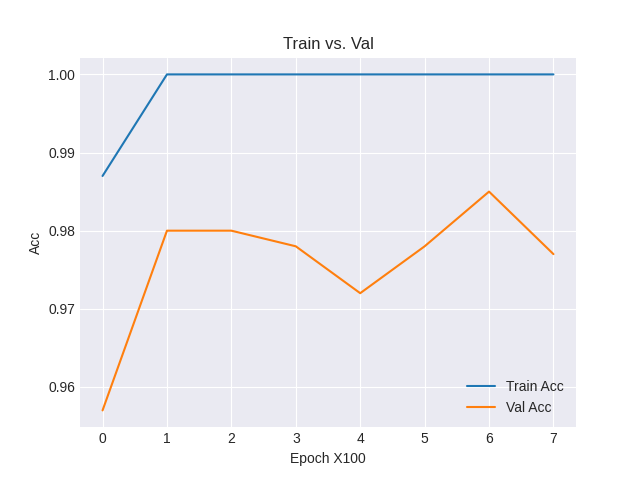 Train vs. Val
1.00
0.99
0.98
0.97
0.96
Acc
Train Acc
Val Acc
0 1 2 3 4 5 6 7
Epoch X100